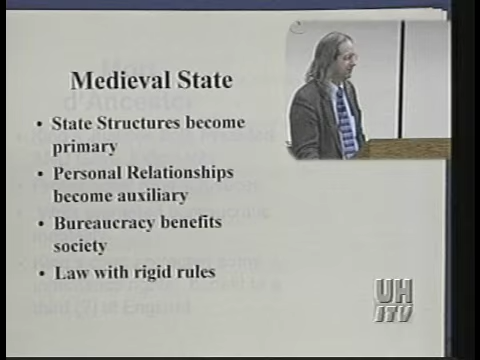 Medieval State
• State Structures become
primary
• Personal Relationships
become auxiliary
• Bureaucracy benefits
society
• Law with rigid rules
UH
ITV